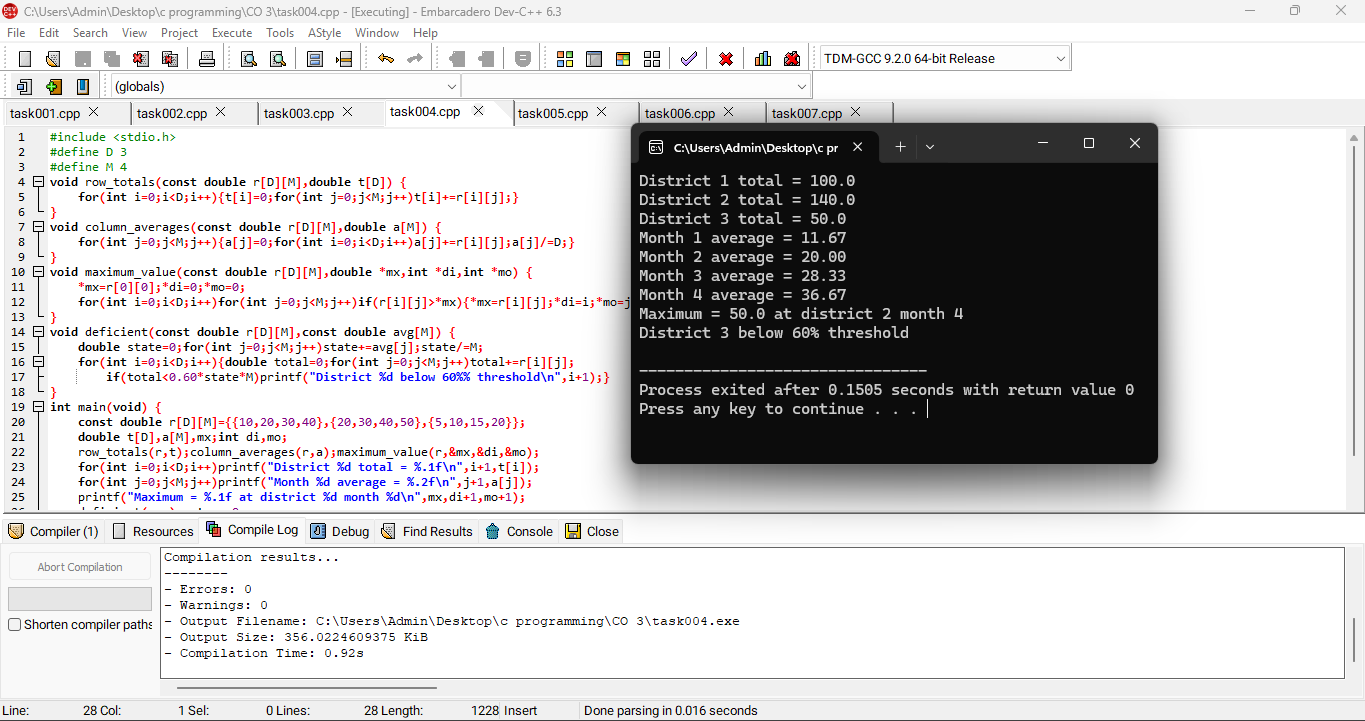 C:\Users\Admin\Desktop\c programming\CO 3\task004.cpp - [Executing] - Embarcadero Dev-C++ 6.3
File Edit Search View Project Execute Tools AStyle Window Help
TDM-GCC 9.2.0 64-bit Release
(globals)
task001.cpp task002.cpp task003.cpp task004.cpp task005.cpp task006.cpp task007.cpp
1 #include <stdio.h>
2 #define D 3
3 #define M 4
4 void row_totals(const double r[D][M],double t[D]) {
5 for(int i=0;i<D;i++){t[i]=0;for(int j=0;j<M;j++)t[i]+=r[i][j];}
6 }
7 void column_averages(const double r[D][M],double a[M]) {
8 for(int j=0;j<M;j++){a[j]=0;for(int i=0;i<D;i++)a[j]+=r[i][j];a[j]/=D;}
9 }
10 void maximum_value(const double r[D][M],double *mx,int *di,int *mo) {
11 *mx=r[0][0];*di=0;*mo=0;
12 for(int i=0;i<D;i++)for(int j=0;j<M;j++)if(r[i][j]>*mx){*mx=r[i][j];*di=i;*mo=j
13 }
14 void deficient(const double r[D][M],const double avg[M]) {
15 double state=0;for(int j=0;j<M;j++)state+=avg[j];state/=M;
16 for(int i=0;i<D;i++){double total=0;for(int j=0;j<M;j++)total+=r[i][j];
17 if(total<0.60*state*M)printf("District %d below 60%% threshold\n",i+1);}
18 }
19 int main(void) {
20 const double r[D][M]={{10,20,30,40},{20,30,40,50},{5,10,15,20}};
21 double t[D],a[M],mx;int di,mo;
22 row_totals(r,t);column_averages(r,a);maximum_value(r,&mx,&di,&mo);
23 for(int i=0;i<D;i++)printf("District %d total = %.1f\n",i+1,t[i]);
24 for(int j=0;j<M;j++)printf("Month %d average = %.2f\n",j+1,a[j]);
25 printf("Maximum = %.1f at district %d month %d\n",mx,di+1,mo+1);
C:\Users\Admin\Desktop\c pr
District 1 total = 100.0
District 2 total = 140.0
District 3 total = 50.0
Month 1 average = 11.67
Month 2 average = 20.00
Month 3 average = 28.33
Month 4 average = 36.67
Maximum = 50.0 at district 2 month 4
District 3 below 60% threshold
--------------------------------
Process exited after 0.1505 seconds with return value 0
Press any key to continue . . .
Compiler (1) Resources Compile Log Debug Find Results Console Close
Abort Compilation
Shorten compiler paths
Compilation results...
--------
- Errors: 0
- Warnings: 0
- Output Filename: C:\Users\Admin\Desktop\c programming\CO 3\task004.exe
- Output Size: 356.0224609375 KiB
- Compilation Time: 0.92s
Line: 28 Col: 1 Sel: 0 Lines: 28 Length: 1228 Insert Done parsing in 0.016 seconds